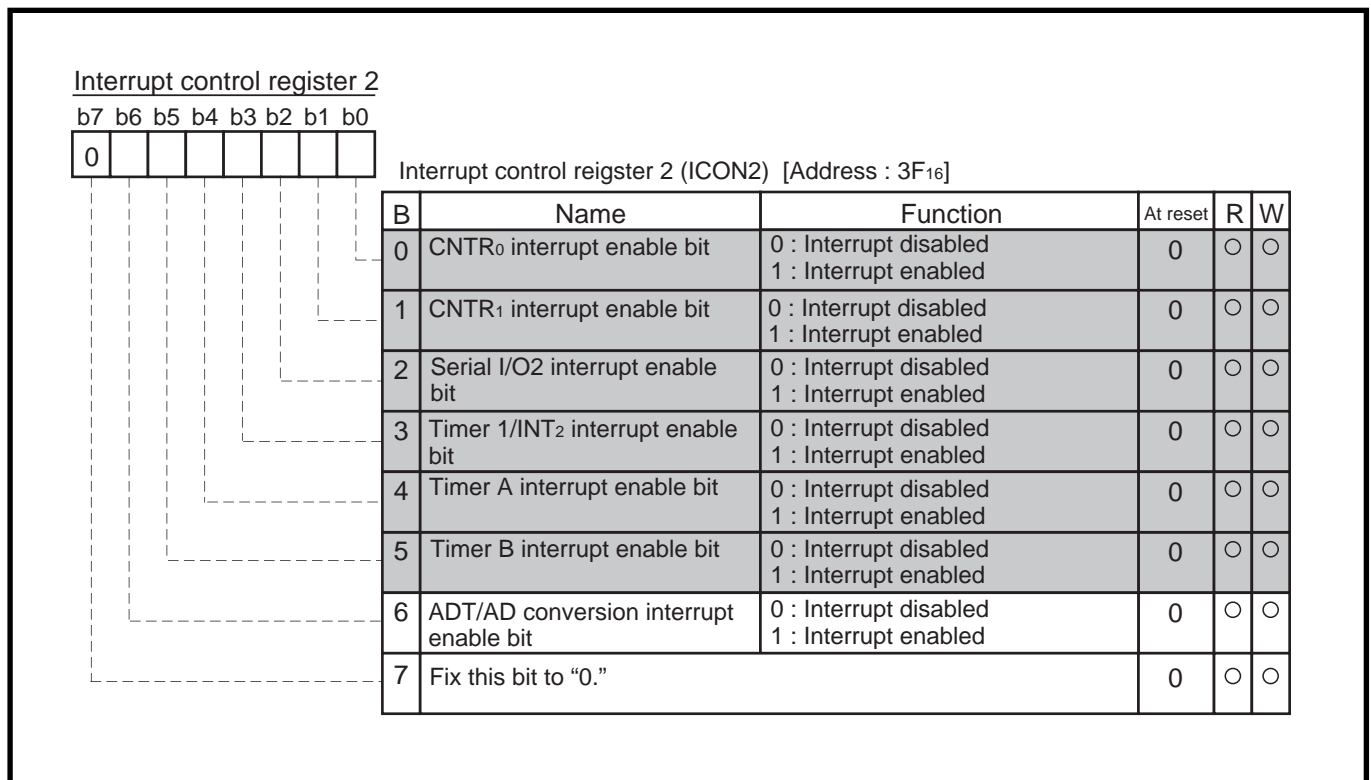 Interrupt control register 2
b7 b6 b5 b4 b3 b2 b1 b0
0
Interrupt control reigster 2 (ICON2) [Address : 3F16]
B Name Function At reset R W
0 CNTR0 interrupt enable bit 0 : Interrupt disabled 0 ○ ○
1 : Interrupt enabled
1 CNTR1 interrupt enable bit 0 : Interrupt disabled 0 ○ ○
1 : Interrupt enabled
2 Serial I/O2 interrupt enable 0 : Interrupt disabled 0 ○ ○
bit 1 : Interrupt enabled
3 Timer 1/INT2 interrupt enable 0 : Interrupt disabled 0 ○ ○
bit 1 : Interrupt enabled
4 Timer A interrupt enable bit 0 : Interrupt disabled 0 ○ ○
1 : Interrupt enabled
5 Timer B interrupt enable bit 0 : Interrupt disabled 0 ○ ○
1 : Interrupt enabled
6 ADT/AD conversion interrupt 0 : Interrupt disabled 0 ○ ○
enable bit 1 : Interrupt enabled
7 Fix this bit to “0.” 0 ○ ○